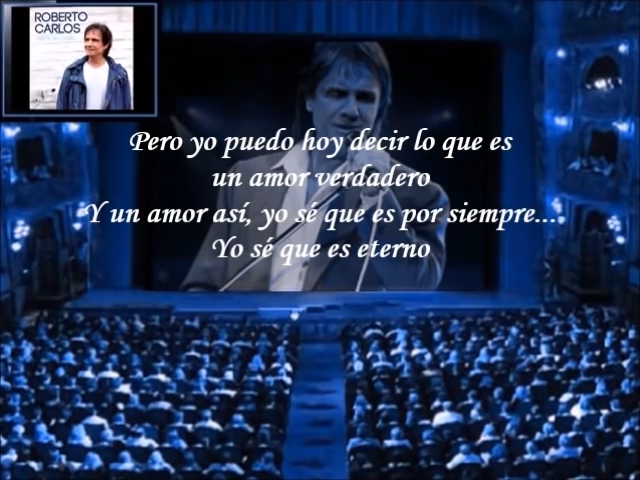 ROBERTO
CARLOS
Pero yo puedo hoy decir lo que es
un amor verdadero
Y un amor así, yo sé que es por siempre....
Yo sé que es eterno